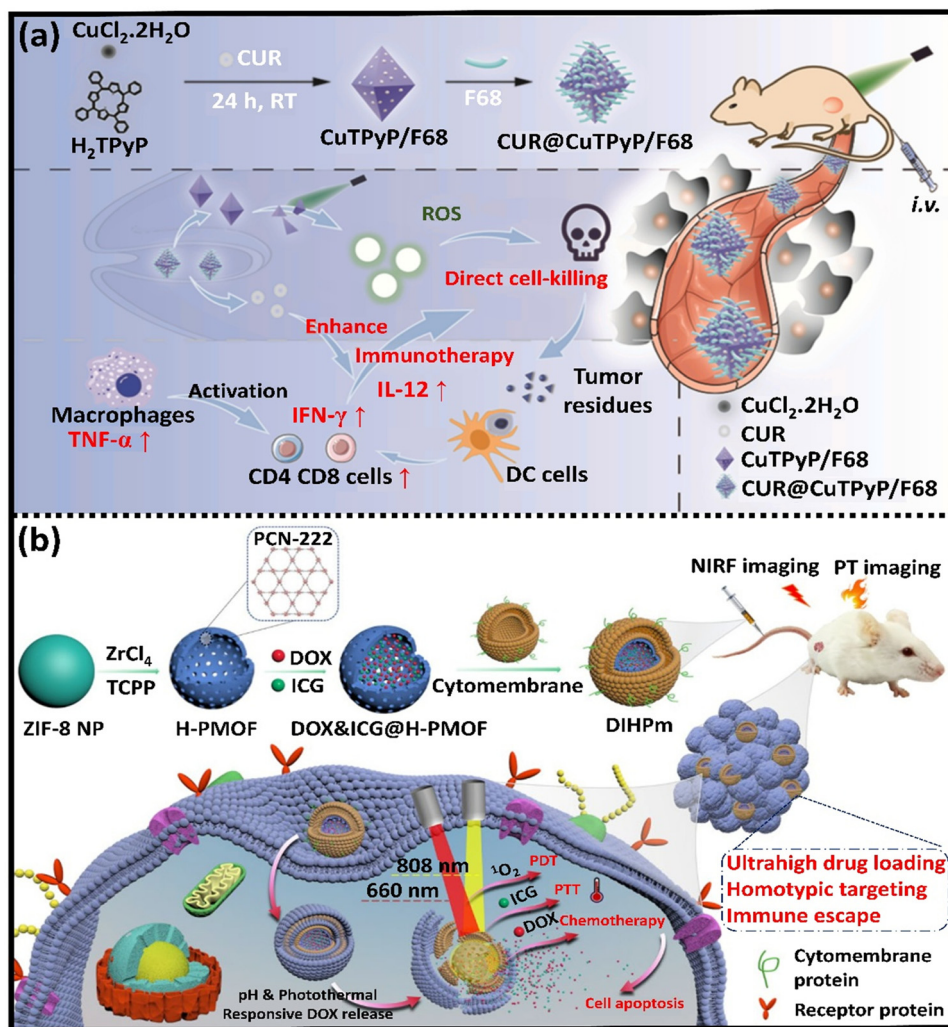 (a)
CuCl₂.2H₂O
H₂TPyP
CUR
24 h, RT
CuTPyP/F68
F68
CUR@CuTPyP/F68
i.v.
ROS
Direct cell-killing
Enhance
Immunotherapy
IL-12 ↑
Macrophages
TNF-α ↑
Activation
IFN-γ ↑
CD4 CD8 cells ↑
DC cells
Tumor
residues
CuCl₂.2H₂O
CUR
CuTPyP/F68
CUR@CuTPyP/F68
(b)
PCN-222
NIRF imaging
PT imaging
ZrCl₄
TCPP
DOX
ICG
Cytomembrane
ZIF-8 NP
H-PMOF
DOX&ICG@H-PMOF
DIHPm
808 nm
660 nm
¹O₂
PDT
ICG
PTT
DOX
Chemotherapy
pH & Photothermal
Responsive DOX release
Cell apoptosis
Ultrahigh drug loading
Homotypic targeting
Immune escape
Cytomembrane
protein
Receptor protein